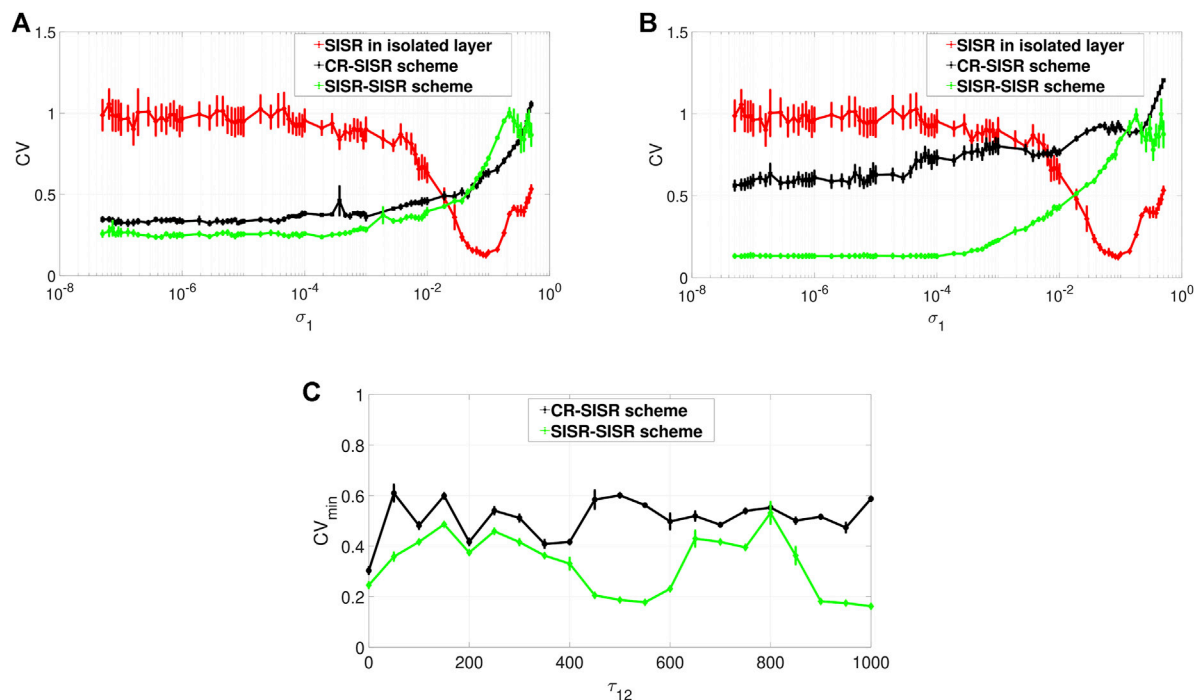 A
1.5
1
0.5
0
CV
SISR in isolated layer
CR-SISR scheme
SISR-SISR scheme
10⁻⁸
10⁻⁶
10⁻⁴
10⁻²
10⁰
σ₁
B
1.5
1
0.5
0
CV
SISR in isolated layer
CR-SISR scheme
SISR-SISR scheme
10⁻⁸
10⁻⁶
10⁻⁴
10⁻²
10⁰
σ₁
C
1
0.8
0.6
0.4
0.2
0
CVmin
CR-SISR scheme
SISR-SISR scheme
0
200
400
600
800
1000
τ₁₂